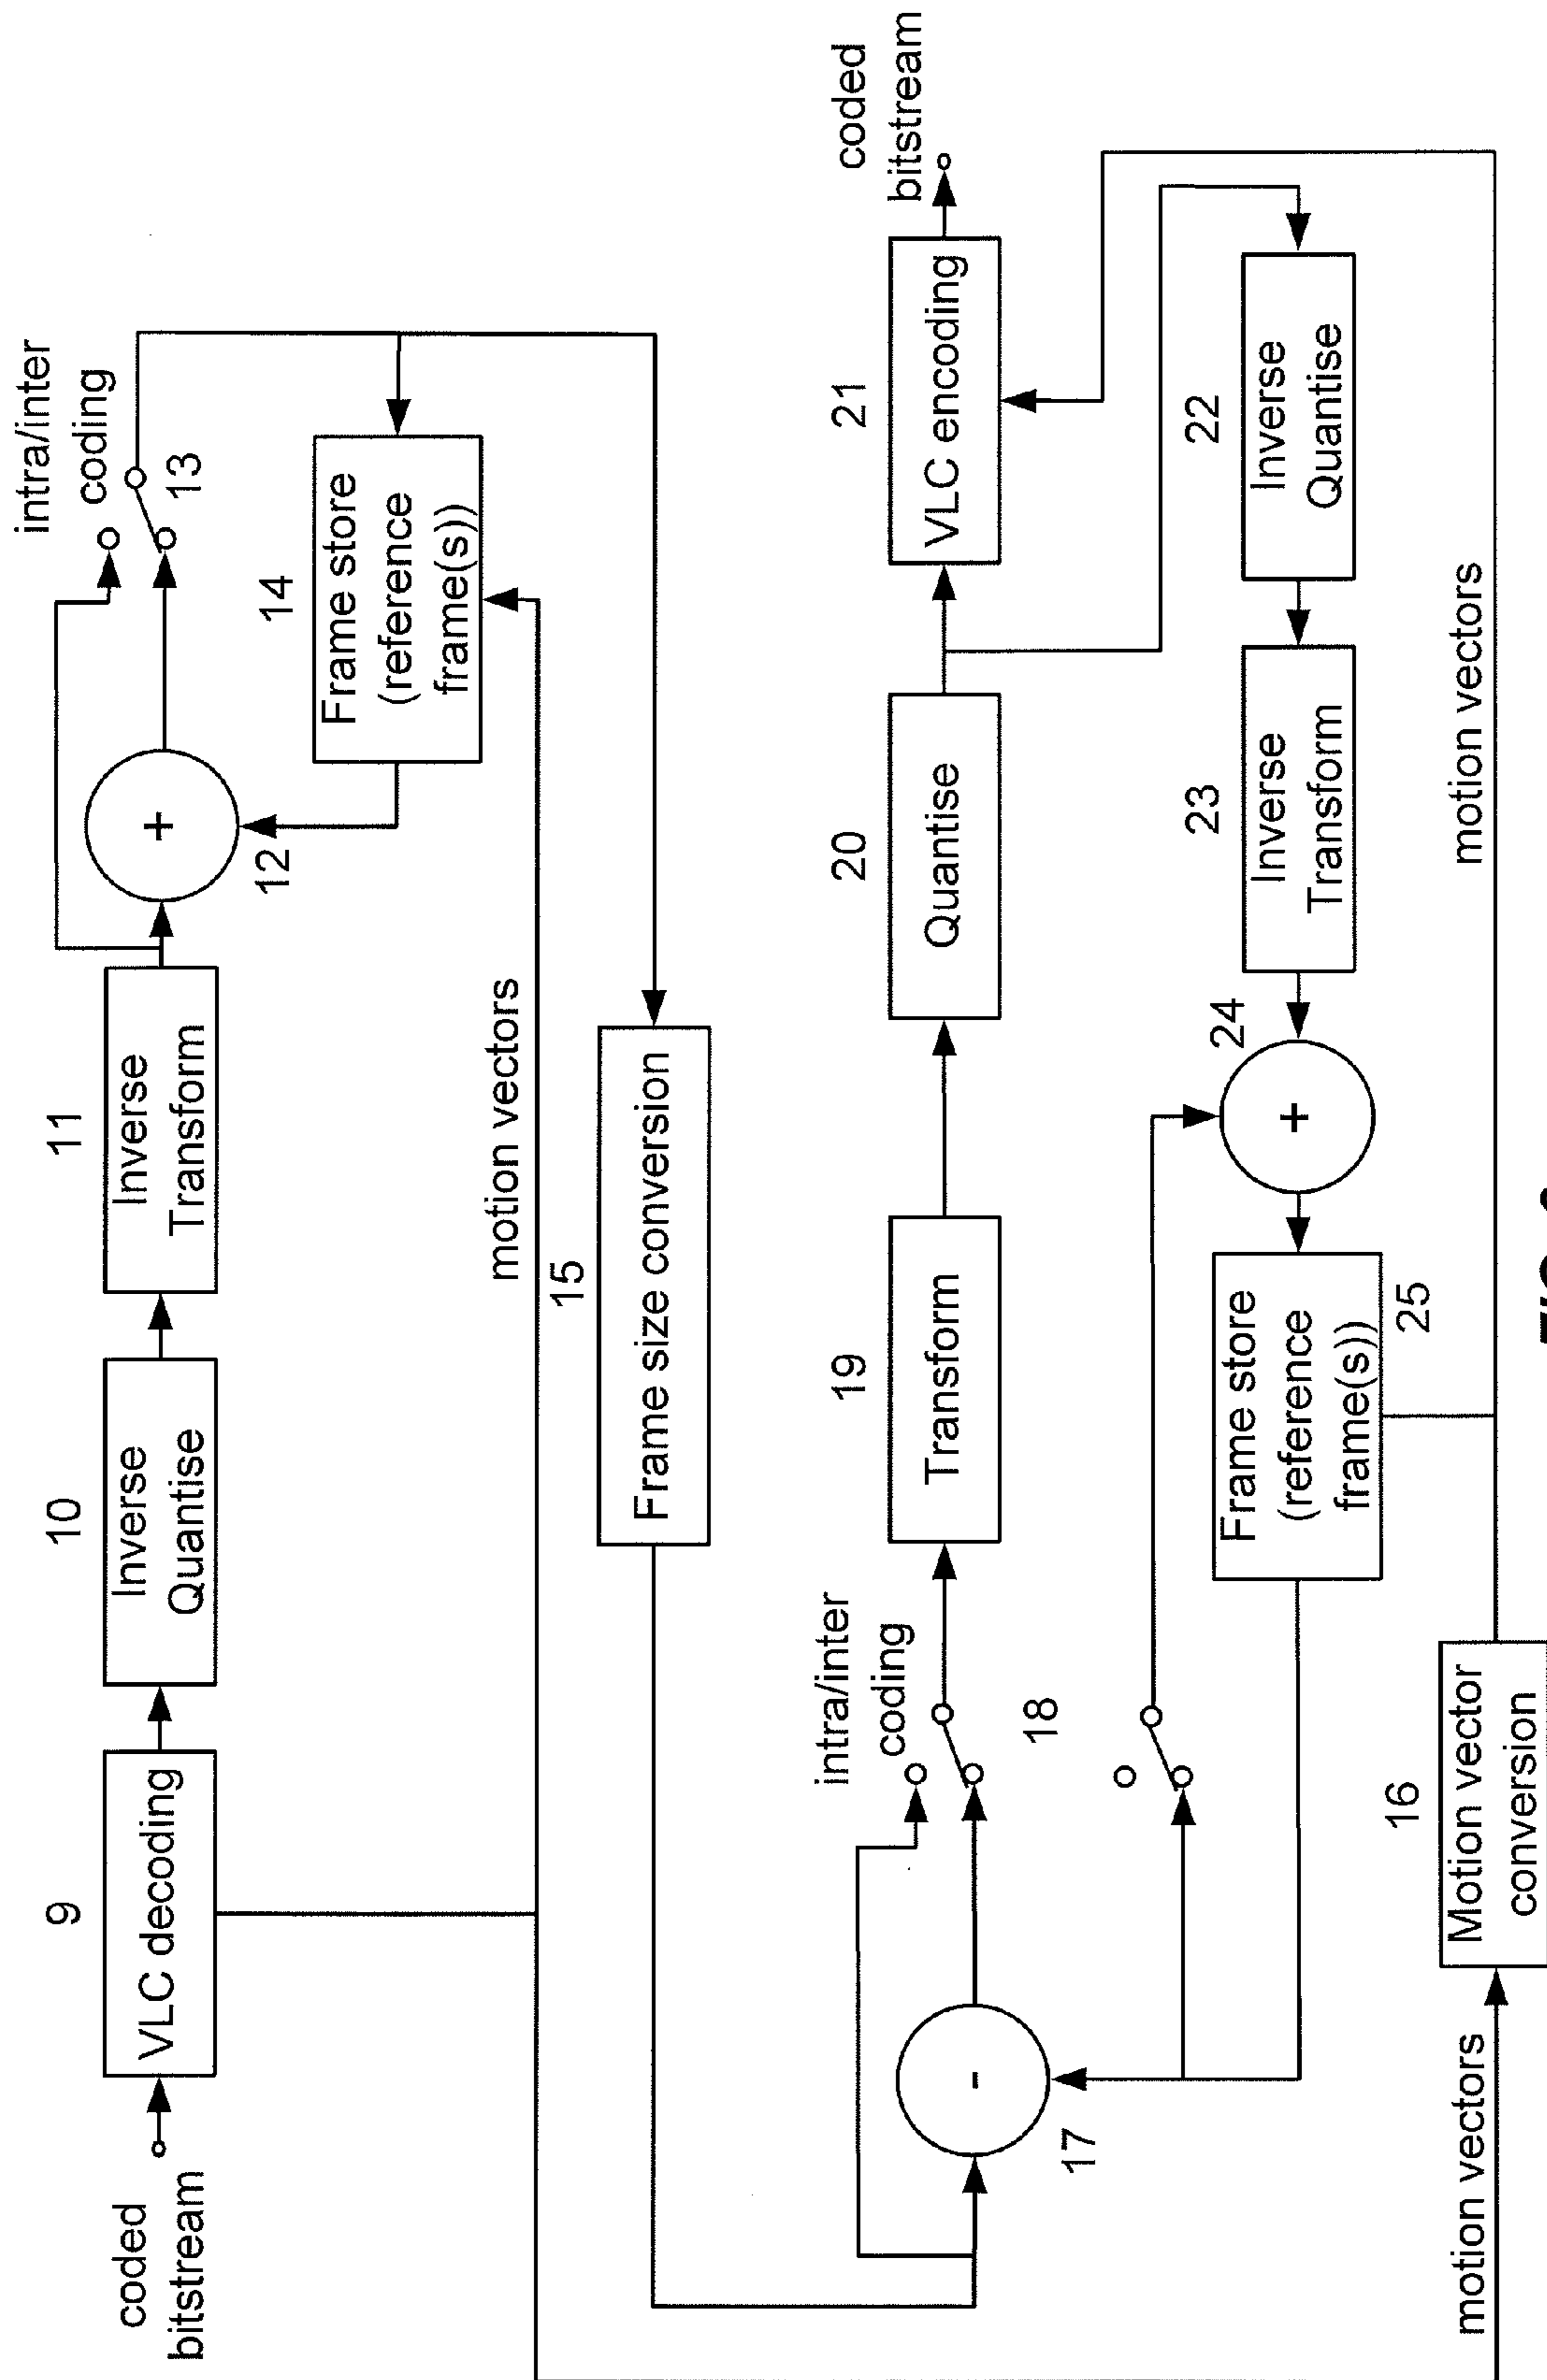 coded
bitstream
9
VLC decoding
10
Inverse
Quantise
11
Inverse
Transform
12
+
intra/inter
coding
13
14
Frame store
(reference
frame(s))
motion vectors
15
Frame size conversion
17
-
intra/inter
coding
18
19
Transform
20
Quantise
21
VLC encoding
coded
bitstream
22
Inverse
Quantise
23
Inverse
Transform
24
+
Frame store
(reference
frame(s))
25
motion vectors
16
Motion vector
conversion
motion vectors